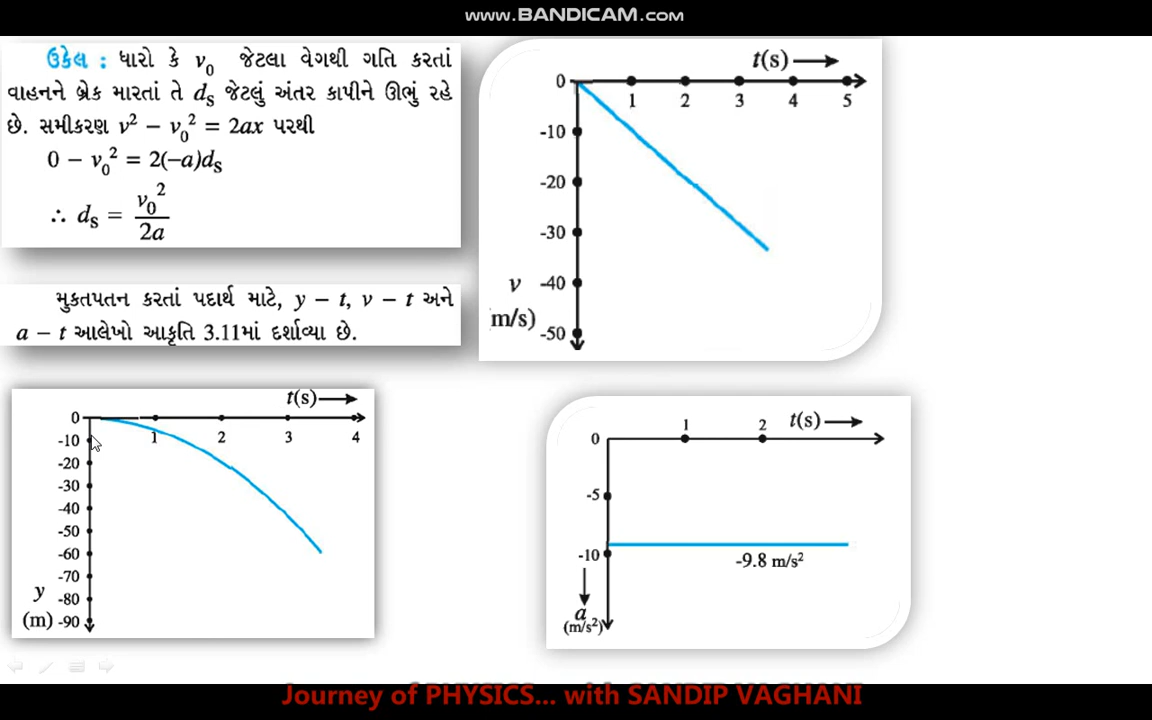 www.BANDICAM.com
ઉકેલ : ધારો કે v₀ જેટલા વેગથી ગતિ કરતાં
વાહનને બ્રેક મારતાં તે dₛ જેટલું અંતર કાપીને ઊભું રહે
છે. સમીકરણ v² − v₀² = 2ax પરથી
0 − v₀² = 2(−a)dₛ
∴ dₛ = v₀² / 2a
મુક્તપતન કરતાં પદાર્થ માટે, y − t, v − t અને
a − t આલેખો આકૃતિ 3.11માં દર્શાવ્યા છે.
t(s)
0
1 2 3 4 5
-10
-20
-30
v -40
m/s)
-50
t(s)
0
1 2 3 4
-10
-20
-30
-40
-50
-60
-70
y -80
(m) -90
1 2 t(s)
0
-5
-10
-9.8 m/s²
a
(m/s²)
Journey of PHYSICS... with SANDIP VAGHANI